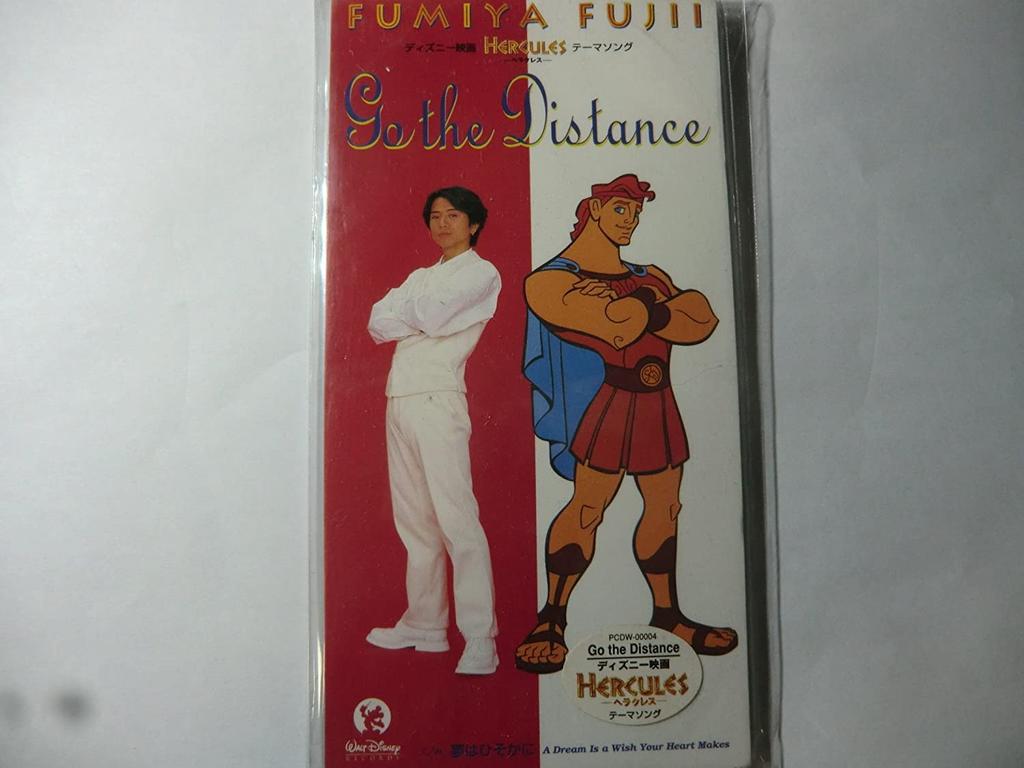 FUMIYA FUJII
ディズニー映画 HERCULES テーマソング
—ヘラクレス—
Go the Distance
PCDW-00004
Go the Distance
ディズニー映画
HERCULES
—ヘラクレス—
テーマソング
WALT DISNEY
RECORDS
C/W 夢はひそかに A Dream Is a Wish Your Heart Makes